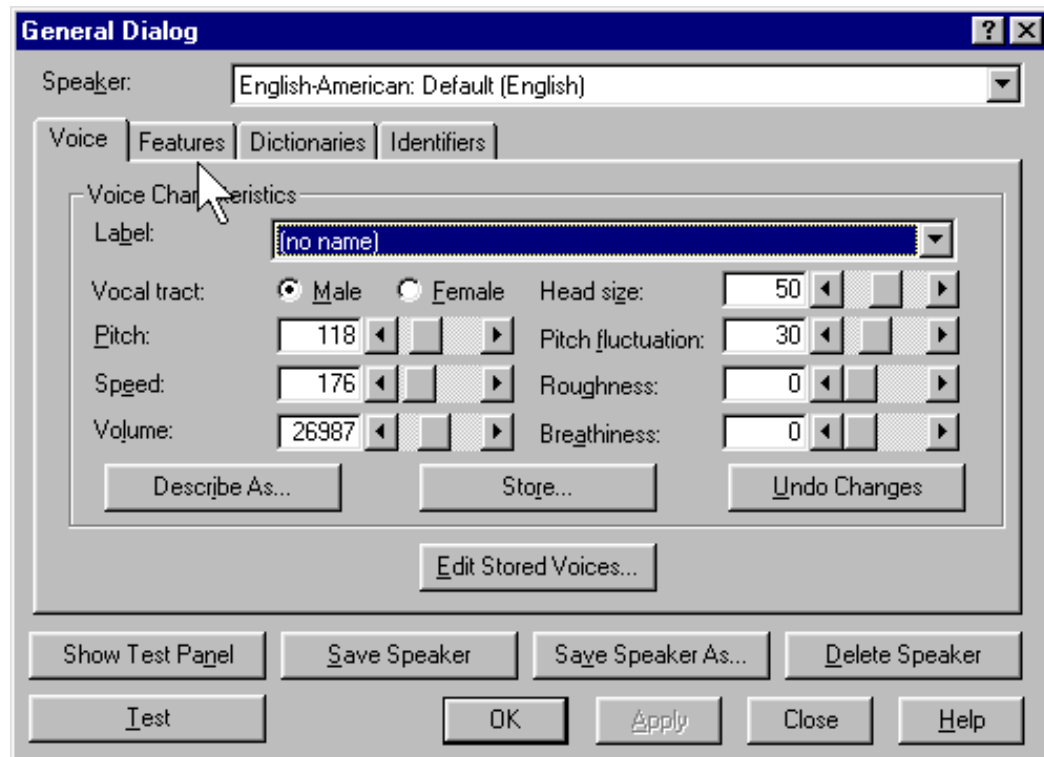 General Dialog
Speaker: English-American: Default (English)
Voice Features Dictionaries Identifiers
Voice Characteristics
Label: (no name)
Vocal tract: Male Female Head size: 50
Pitch: 118 Pitch fluctuation: 30
Speed: 176 Roughness: 0
Volume: 26987 Breathiness: 0
Describe As... Store... Undo Changes
Edit Stored Voices...
Show Test Panel Save Speaker Save Speaker As... Delete Speaker
Test OK Apply Close Help